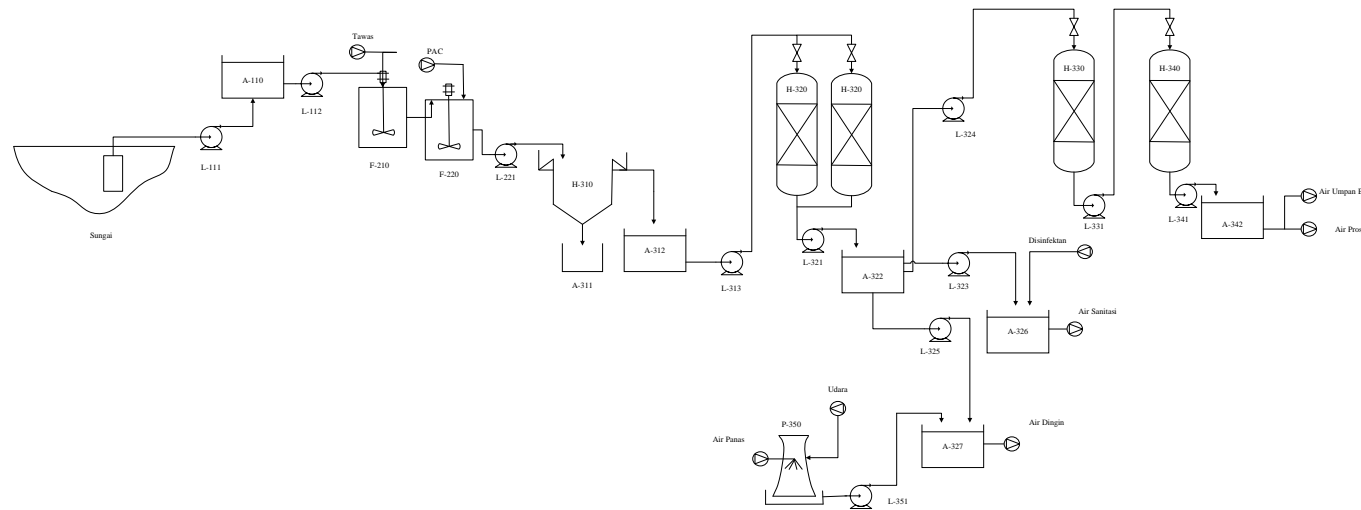 Tawas
PAC
A-110
L-112
L-111
F-210
F-220
L-221
Sungai
H-310
A-311
A-312
L-313
H-320
H-320
L-321
A-322
L-324
L-323
L-325
H-330
H-340
L-331
L-341
A-342
Air Umpan
Disinfektan
A-326
Air Sanitasi
Udara
P-350
Air Panas
L-351
A-327
Air Dingin